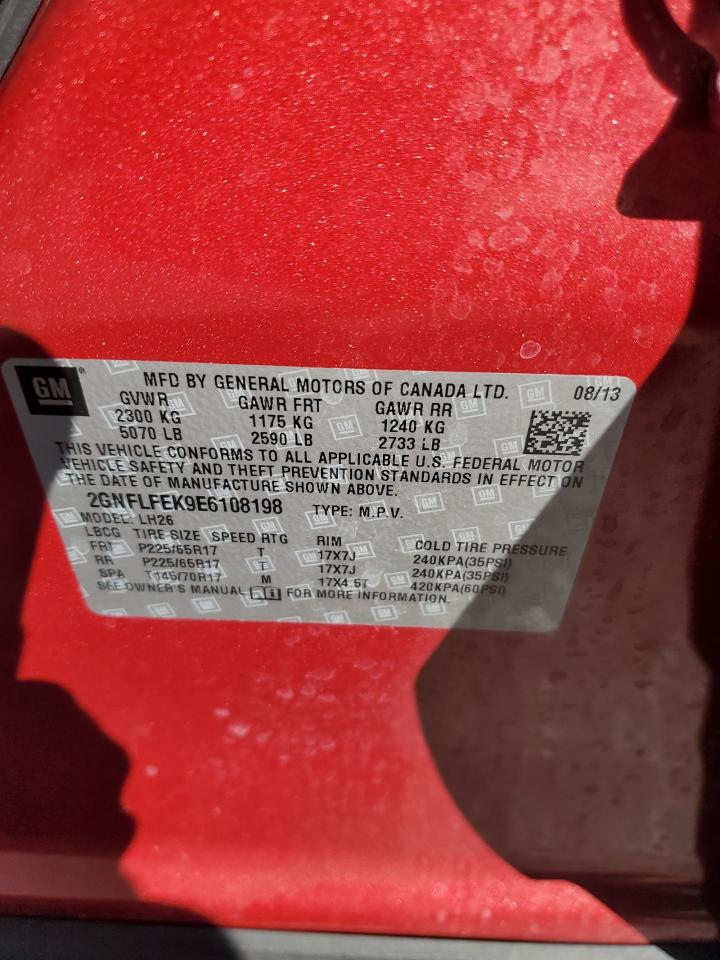 GM ® MFD BY GENERAL MOTORS OF CANADA LTD. 08/13
GVWR GAWR FRT GAWR RR
2300 KG 1175 KG 1240 KG
5070 LB 2590 LB 2733 LB
THIS VEHICLE CONFORMS TO ALL APPLICABLE U.S. FEDERAL MOTOR
VEHICLE SAFETY AND THEFT PREVENTION STANDARDS IN EFFECT ON
THE DATE OF MANUFACTURE SHOWN ABOVE.
2GNFLFEK9E6108198 TYPE: M.P.V.
MODEL: LH26
LBCG TIRE SIZE SPEED RTG RIM COLD TIRE PRESSURE
FRT P225/65R17 T 17X7J 240KPA(35PSI)
RR P225/65R17 T 17X7J 240KPA(35PSI)
SPA T145/70R17 M 17X4.5T 420KPA(60PSI)
SEE OWNER'S MANUAL FOR MORE INFORMATION.